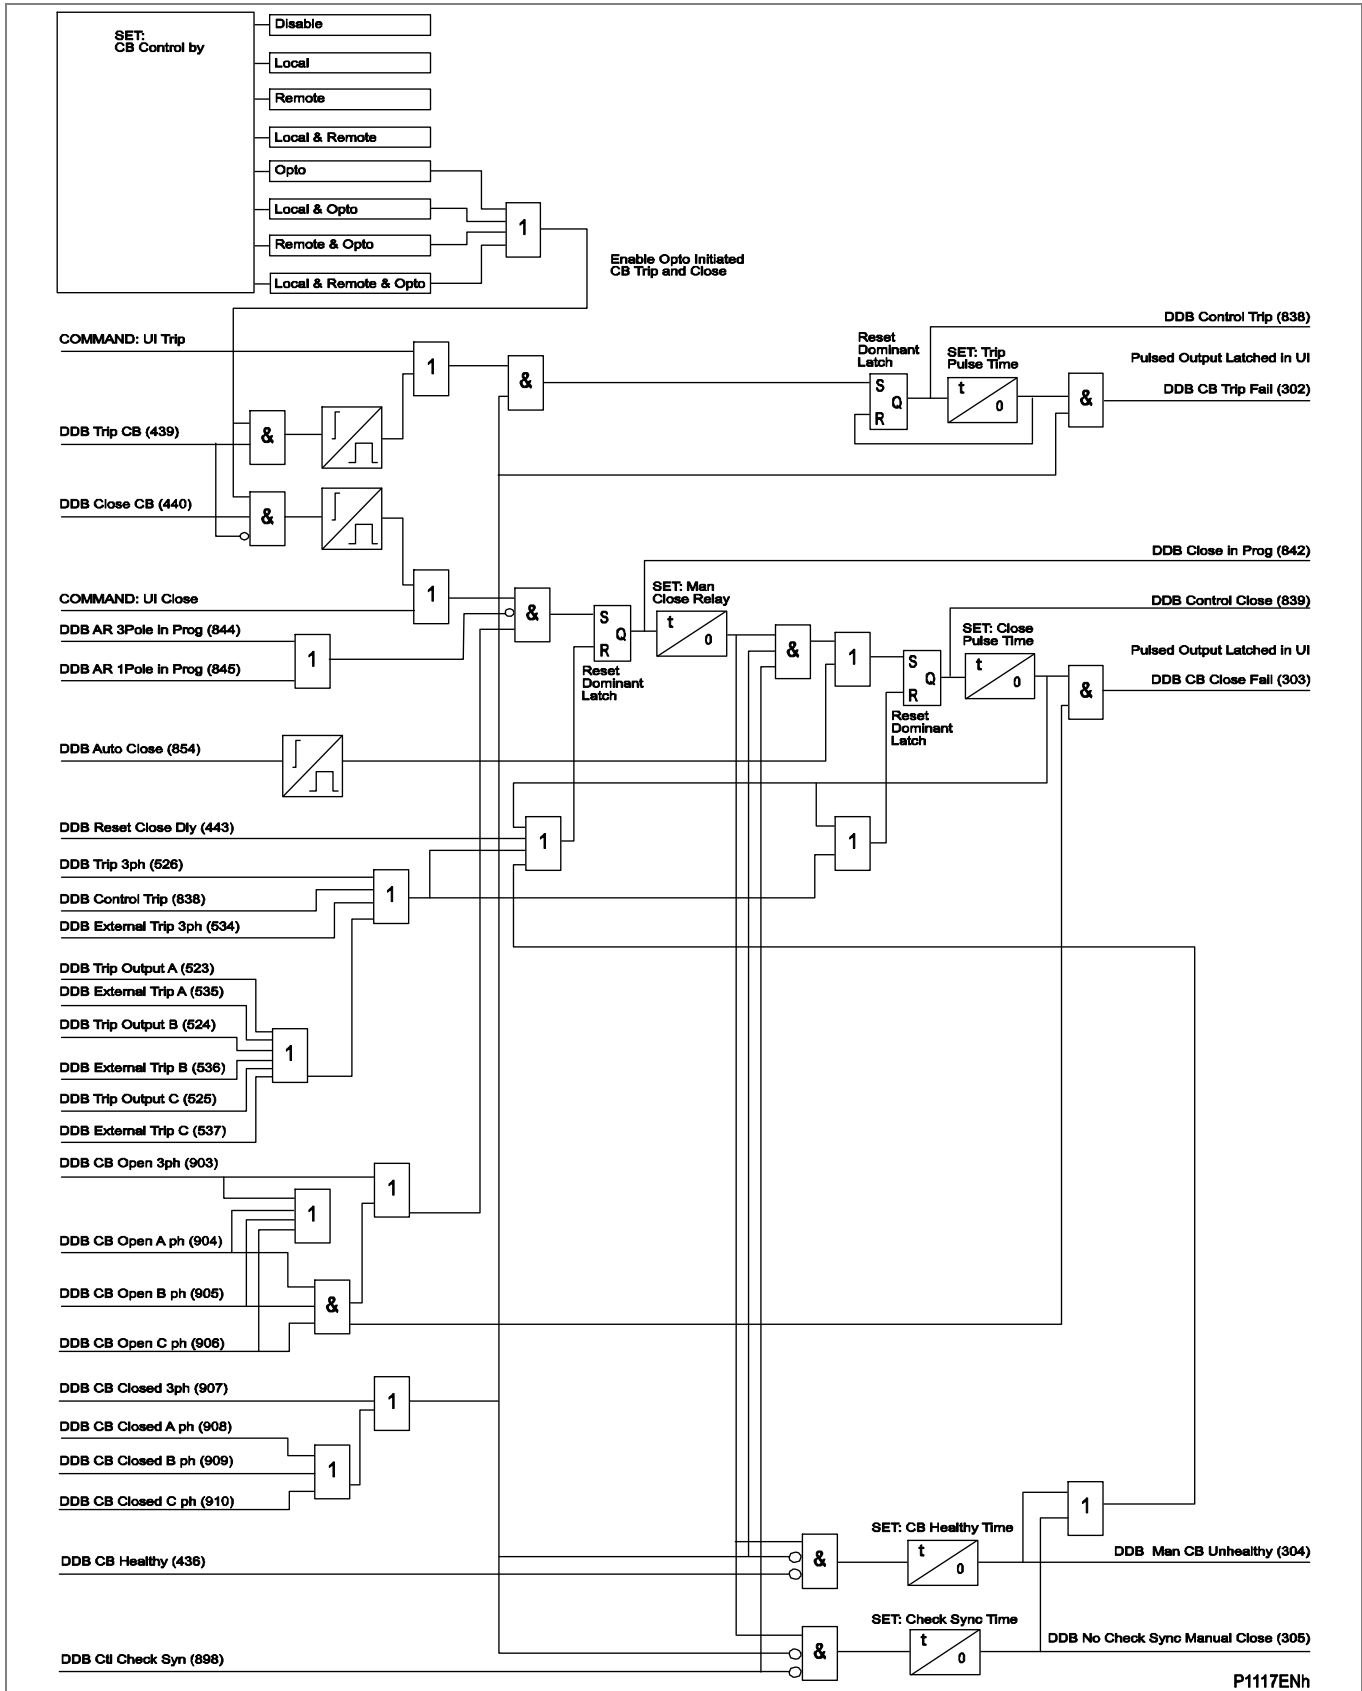 SET:
CB Control by
Disable
Local
Remote
Local & Remote
Opto
Local & Opto
Remote & Opto
Local & Remote & Opto
1
Enable Opto Initiated
CB Trip and Close
COMMAND: UI Trip
1
&
DDB Trip CB (439)
&
DDB Close CB (440)
&
Reset
Dominant
Latch
S
Q
R
SET: Trip
Pulse Time
t
0
&
DDB Control Trip (838)
Pulsed Output Latched in UI
DDB CB Trip Fail (302)
COMMAND: UI Close
1
DDB AR 3Pole in Prog (844)
DDB AR 1Pole in Prog (845)
1
&
S
Q
R
Reset
Dominant
Latch
SET: Man
Close Relay
t
0
&
1
S
Q
R
Reset
Dominant
Latch
SET: Close
Pulse Time
t
0
&
DDB Close in Prog (842)
DDB Control Close (839)
Pulsed Output Latched in UI
DDB CB Close Fail (303)
DDB Auto Close (854)
DDB Reset Close Dly (443)
1
1
DDB Trip 3ph (526)
DDB Control Trip (838)
DDB External Trip 3ph (534)
1
DDB Trip Output A (523)
DDB External Trip A (535)
DDB Trip Output B (524)
DDB External Trip B (536)
DDB Trip Output C (525)
DDB External Trip C (537)
1
DDB CB Open 3ph (903)
1
1
DDB CB Open A ph (904)
DDB CB Open B ph (905)
&
DDB CB Open C ph (906)
DDB CB Closed 3ph (907)
1
DDB CB Closed A ph (908)
DDB CB Closed B ph (909)
1
DDB CB Closed C ph (910)
DDB CB Healthy (436)
&
SET: CB Healthy Time
t
0
1
DDB Man CB Unhealthy (304)
DDB Ctl Check Syn (898)
&
SET: Check Sync Time
t
0
DDB No Check Sync Manual Close (305)
P1117ENh